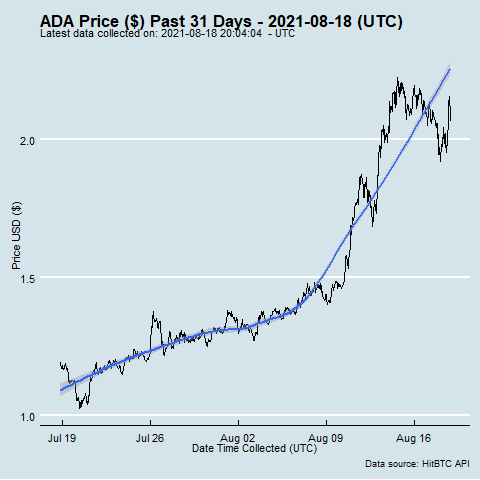 ADA Price ($) Past 31 Days - 2021-08-18 (UTC)
Latest data collected on: 2021-08-18 20:04:04 - UTC
Price USD ($)
2.0
1.5
1.0
Jul 19 Jul 26 Aug 02 Aug 09 Aug 16
Date Time Collected (UTC)
Data source: HitBTC API